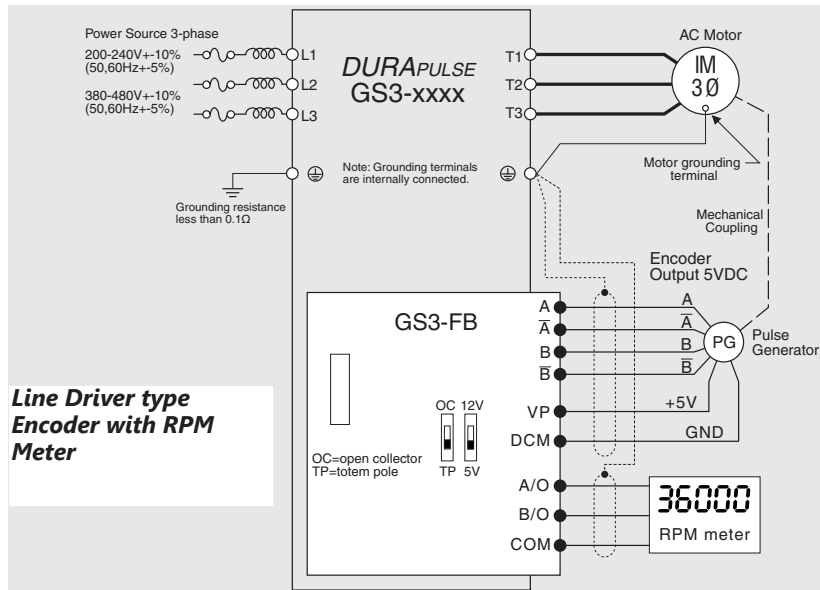 Power Source 3-phase
200-240V+-10%
(50,60Hz+-5%)
380-480V+-10%
(50,60Hz+-5%)
L1
L2
L3
DURAPULSE
GS3-xxxx
T1
T2
T3
AC Motor
IM
3Ø
Note: Grounding terminals
are internally connected.
Motor grounding
terminal
Grounding resistance
less than 0.1Ω
Mechanical
Coupling
Encoder
Output 5VDC
GS3-FB
A
A̅
B
B̅
VP
DCM
A
A̅
B
B̅
+5V
GND
PG
Pulse
Generator
Line Driver type
Encoder with RPM
Meter
OC 12V
TP 5V
OC=open collector
TP=totem pole
A/O
B/O
COM
36000
RPM meter